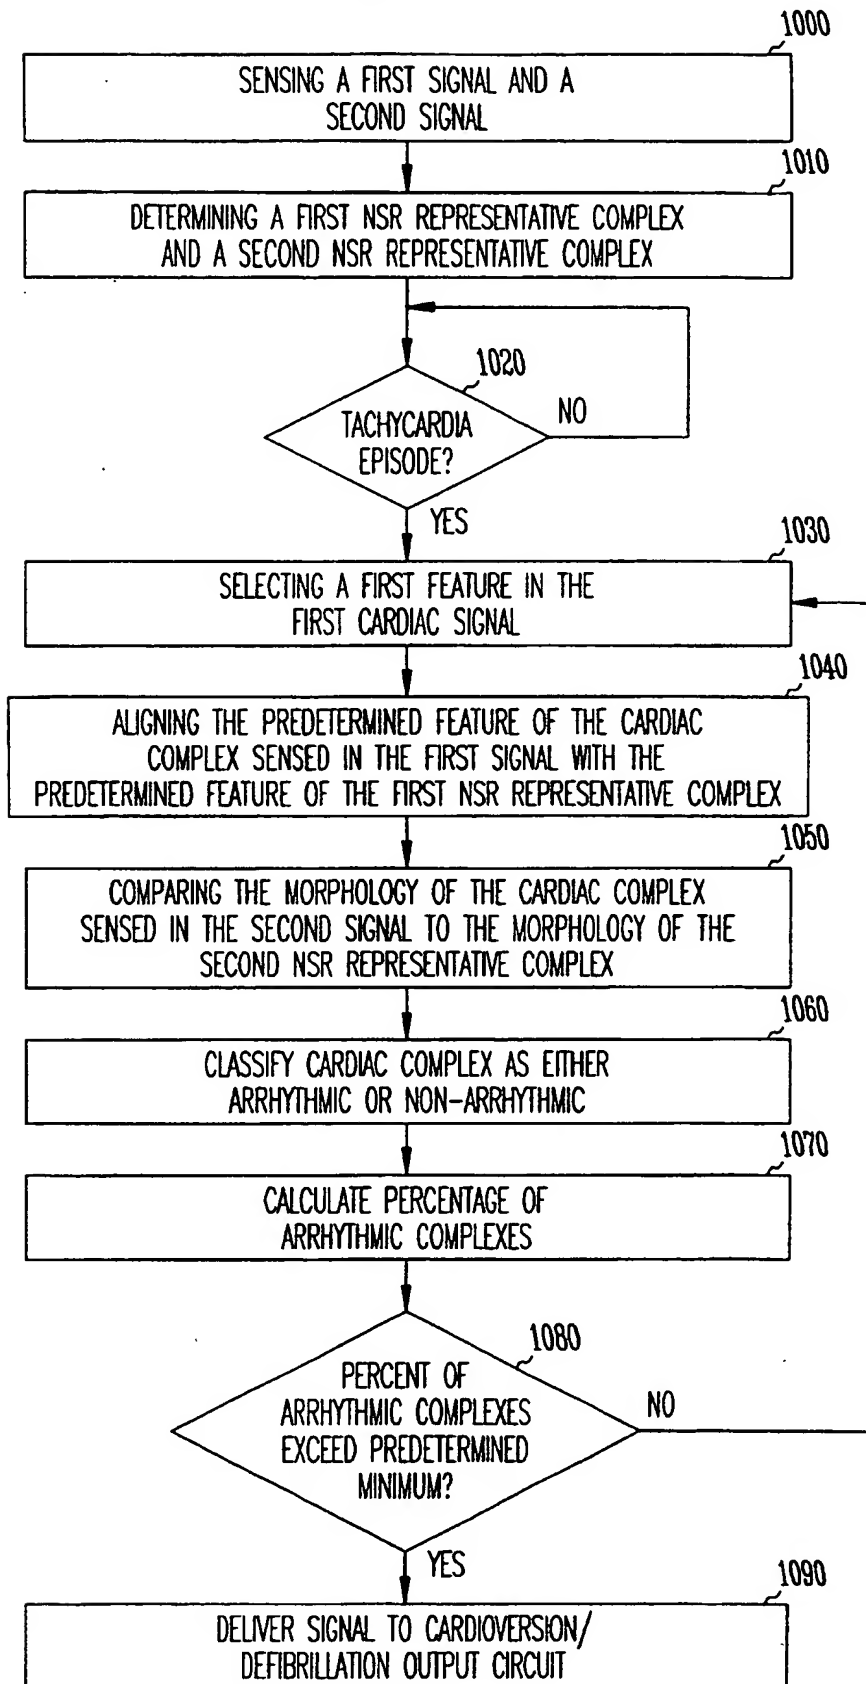 1000
SENSING A FIRST SIGNAL AND A
SECOND SIGNAL
1010
DETERMINING A FIRST NSR REPRESENTATIVE COMPLEX
AND A SECOND NSR REPRESENTATIVE COMPLEX
1020
TACHYCARDIA
EPISODE?
NO
YES
1030
SELECTING A FIRST FEATURE IN THE
FIRST CARDIAC SIGNAL
1040
ALIGNING THE PREDETERMINED FEATURE OF THE CARDIAC
COMPLEX SENSED IN THE FIRST SIGNAL WITH THE
PREDETERMINED FEATURE OF THE FIRST NSR REPRESENTATIVE COMPLEX
1050
COMPARING THE MORPHOLOGY OF THE CARDIAC COMPLEX
SENSED IN THE SECOND SIGNAL TO THE MORPHOLOGY OF THE
SECOND NSR REPRESENTATIVE COMPLEX
1060
CLASSIFY CARDIAC COMPLEX AS EITHER
ARRHYTHMIC OR NON-ARRHYTHMIC
1070
CALCULATE PERCENTAGE OF
ARRHYTHMIC COMPLEXES
1080
PERCENT OF
ARRHYTHMIC COMPLEXES
EXCEED PREDETERMINED
MINIMUM?
NO
YES
1090
DELIVER SIGNAL TO CARDIOVERSION/
DEFIBRILLATION OUTPUT CIRCUIT